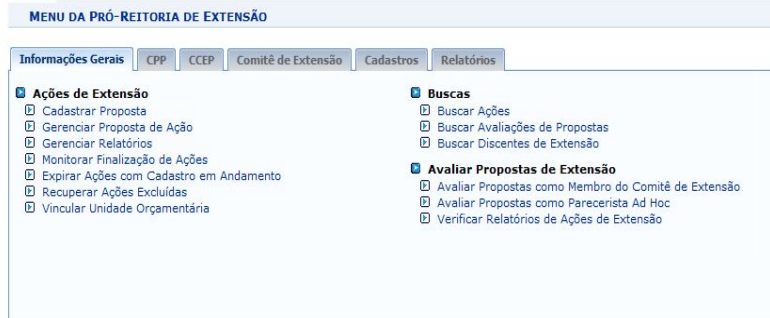 MENU DA PRÓ-REITORIA DE EXTENSÃO
Informações Gerais CPP CCEP Comitê de Extensão Cadastros Relatórios
Ações de Extensão
Cadastrar Proposta
Gerenciar Proposta de Ação
Gerenciar Relatórios
Monitorar Finalização de Ações
Expirar Ações com Cadastro em Andamento
Recuperar Ações Excluídas
Vincular Unidade Orçamentária
Buscas
Buscar Ações
Buscar Avaliações de Propostas
Buscar Discentes de Extensão
Avaliar Propostas de Extensão
Avaliar Propostas como Membro do Comitê de Extensão
Avaliar Propostas como Parecerista Ad Hoc
Verificar Relatórios de Ações de Extensão